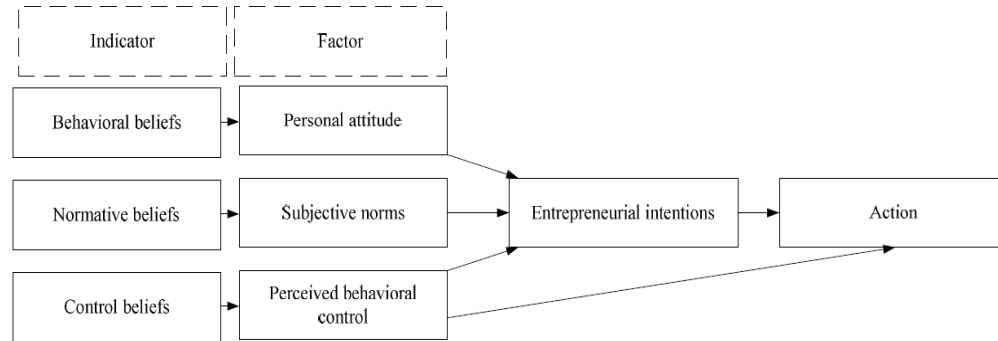 Indicator
Factor
Behavioral beliefs
Personal attitude
Normative beliefs
Subjective norms
Entrepreneurial intentions
Action
Control beliefs
Perceived behavioral
control